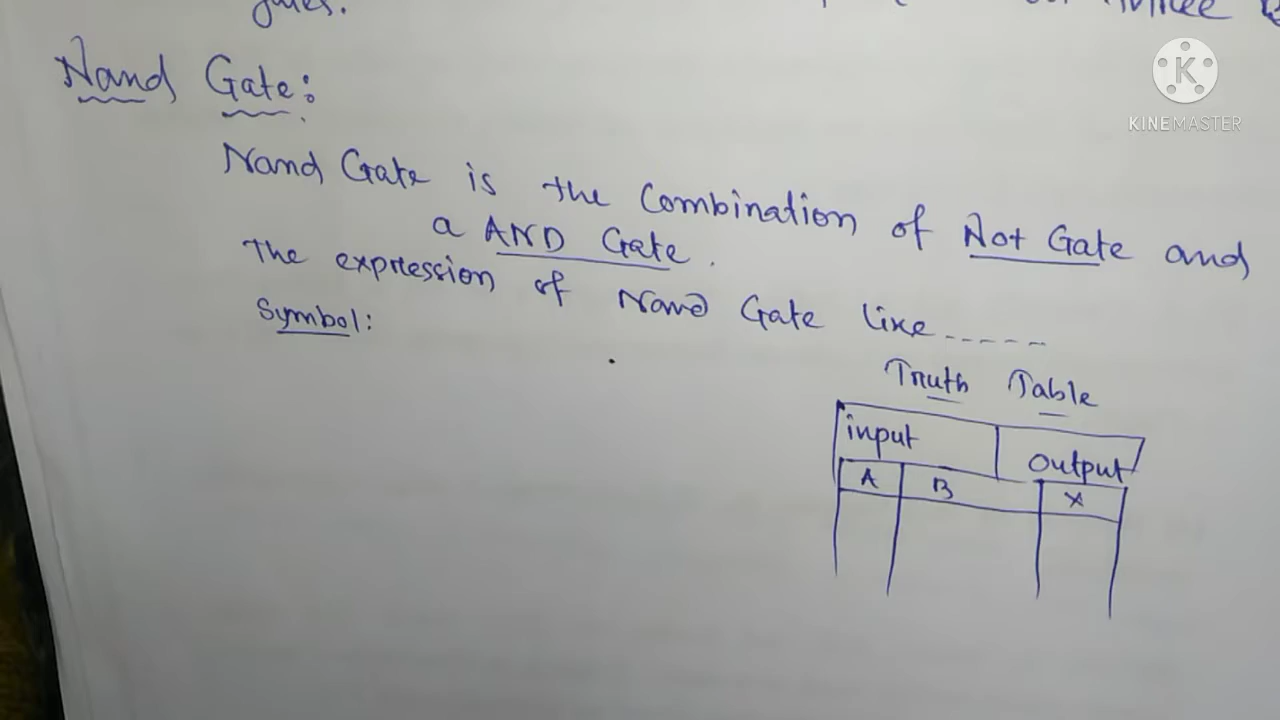 gates.
KINEMASTER
Nand Gate:
Nand Gate is the Combination of Not Gate and
a AND Gate.
The expression of Nand Gate like-----
Symbol:
Truth Table
input output
A B X